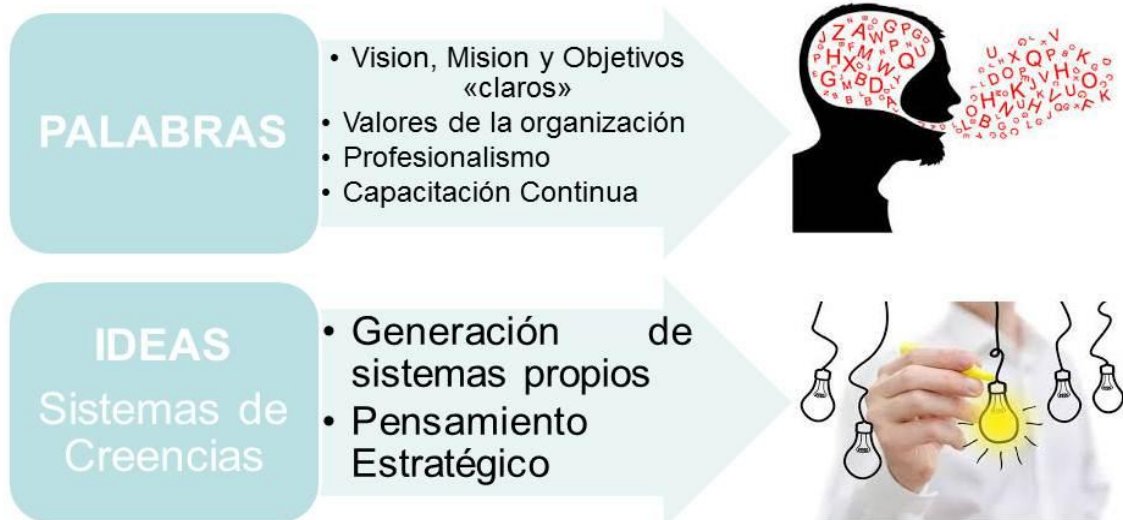 PALABRAS
• Vision, Mision y Objetivos
«claros»
• Valores de la organización
• Profesionalismo
• Capacitación Continua
IDEAS
Sistemas de
Creencias
• Generación de
sistemas propios
• Pensamiento
Estratégico